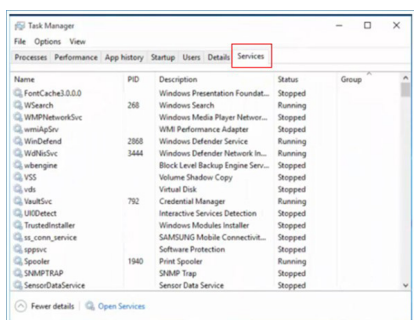 Task Manager
File Options View
Processes Performance App history Startup Users Details Services
Name PID Description Status Group
FontCache3.0.0.0 Windows Presentation Foundat... Stopped
WSearch 268 Windows Search Running
WMPNetworkSvc Windows Media Player Networ... Stopped
wmiApSrv WMI Performance Adapter Stopped
WinDefend 2868 Windows Defender Service Running
WdNisSvc 3444 Windows Defender Network In... Running
wbengine Block Level Backup Engine Serv... Stopped
VSS Volume Shadow Copy Stopped
vds Virtual Disk Stopped
VaultSvc 792 Credential Manager Running
UI0Detect Interactive Services Detection Stopped
TrustedInstaller Windows Modules Installer Stopped
ss_conn_service SAMSUNG Mobile Connectivit... Stopped
sppsvc Software Protection Stopped
Spooler 1940 Print Spooler Running
SNMPTRAP SNMP Trap Stopped
SensorDataService Sensor Data Service Stopped
Fewer details Open Services